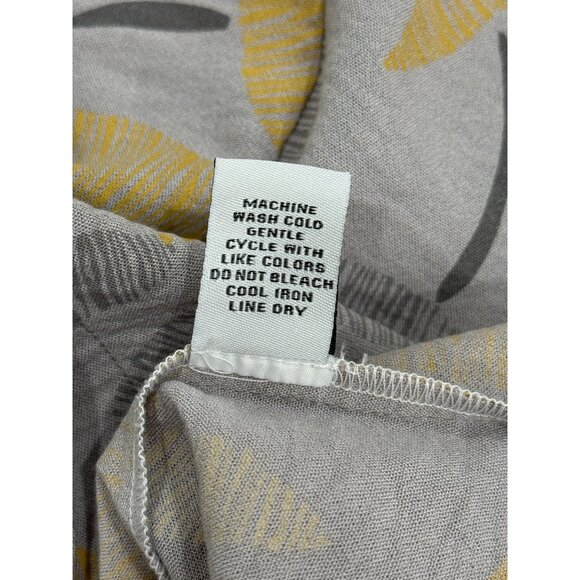 MACHINE
WASH COLD
GENTLE
CYCLE WITH
LIKE COLORS
DO NOT BLEACH
COOL IRON
LINE DRY